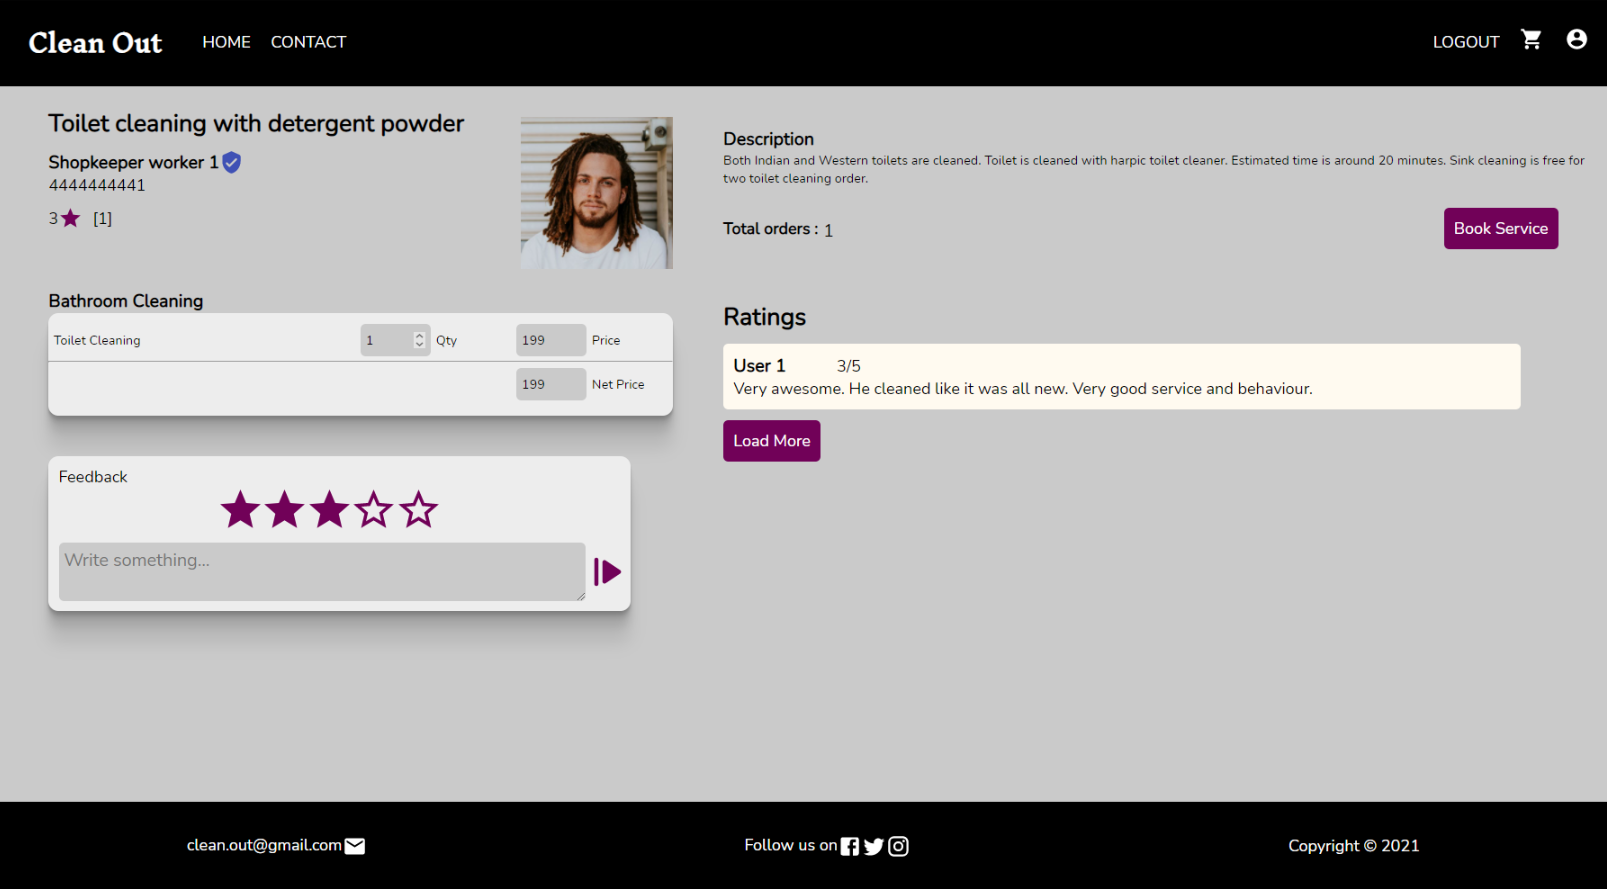 Clean Out
HOME
CONTACT
LOGOUT
Toilet cleaning with detergent powder
Shopkeeper worker 1
4444444441
3 [1]
Bathroom Cleaning
Toilet Cleaning 1 Qty 199 Price
199 Net Price
Feedback
Write something...
Description
Both Indian and Western toilets are cleaned. Toilet is cleaned with harpic toilet cleaner. Estimated time is around 20 minutes. Sink cleaning is free for
two toilet cleaning order.
Total orders : 1
Book Service
Ratings
User 1 3/5
Very awesome. He cleaned like it was all new. Very good service and behaviour.
Load More
clean.out@gmail.com
Follow us on
Copyright © 2021